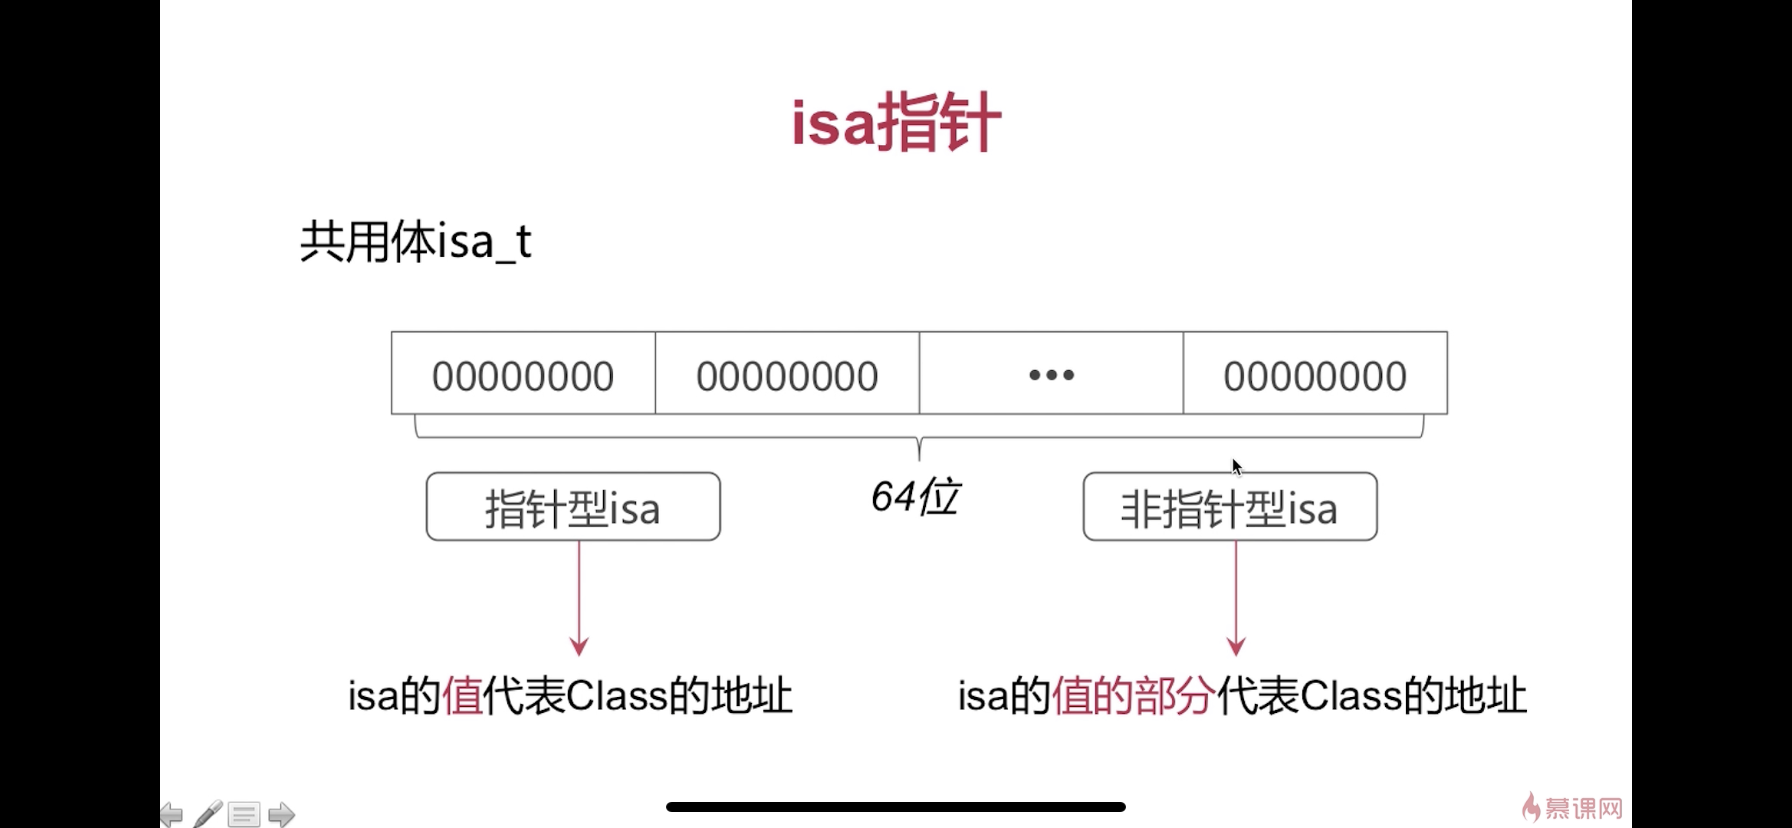 isa指针
共用体isa_t
00000000 00000000 ••• 00000000
64位
指针型isa 非指针型isa
isa的值代表Class的地址 isa的值的部分代表Class的地址
慕课网